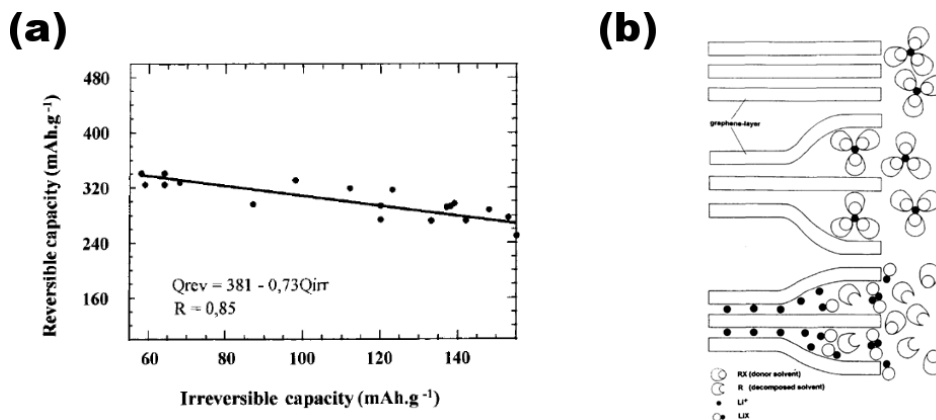 (a)
Reversible capacity (mAh.g⁻¹)
480
400
320
240
160
Qrev = 381 - 0,73Qirr
R = 0,85
60
80
100
120
140
Irreversible capacity (mAh.g⁻¹)
(b)
graphene-layer
RX (donor solvent)
R (decomposed solvent)
Li⁺
LiX